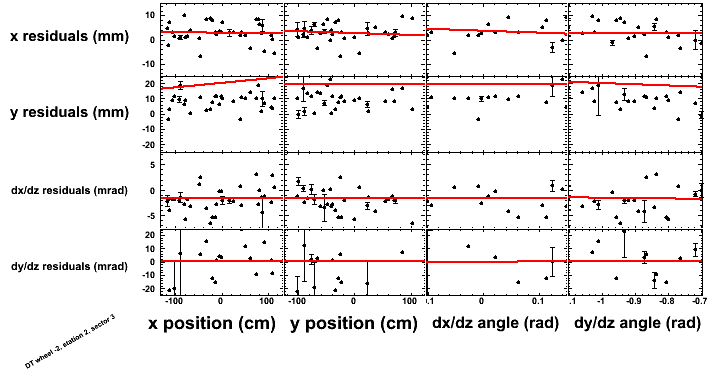 x residuals (mm)
10
0
-10
y residuals (mm)
20
10
0
-10
-20
dx/dz residuals (mrad)
5
0
-5
dy/dz residuals (mrad)
20
10
0
-10
-20
-100 0 100 -100 0 100 .1 0 0.1 .1 -1 -0.9 -0.8 -0.7
x position (cm) y position (cm) dx/dz angle (rad) dy/dz angle (rad)
DT wheel -2, station 2, sector 3